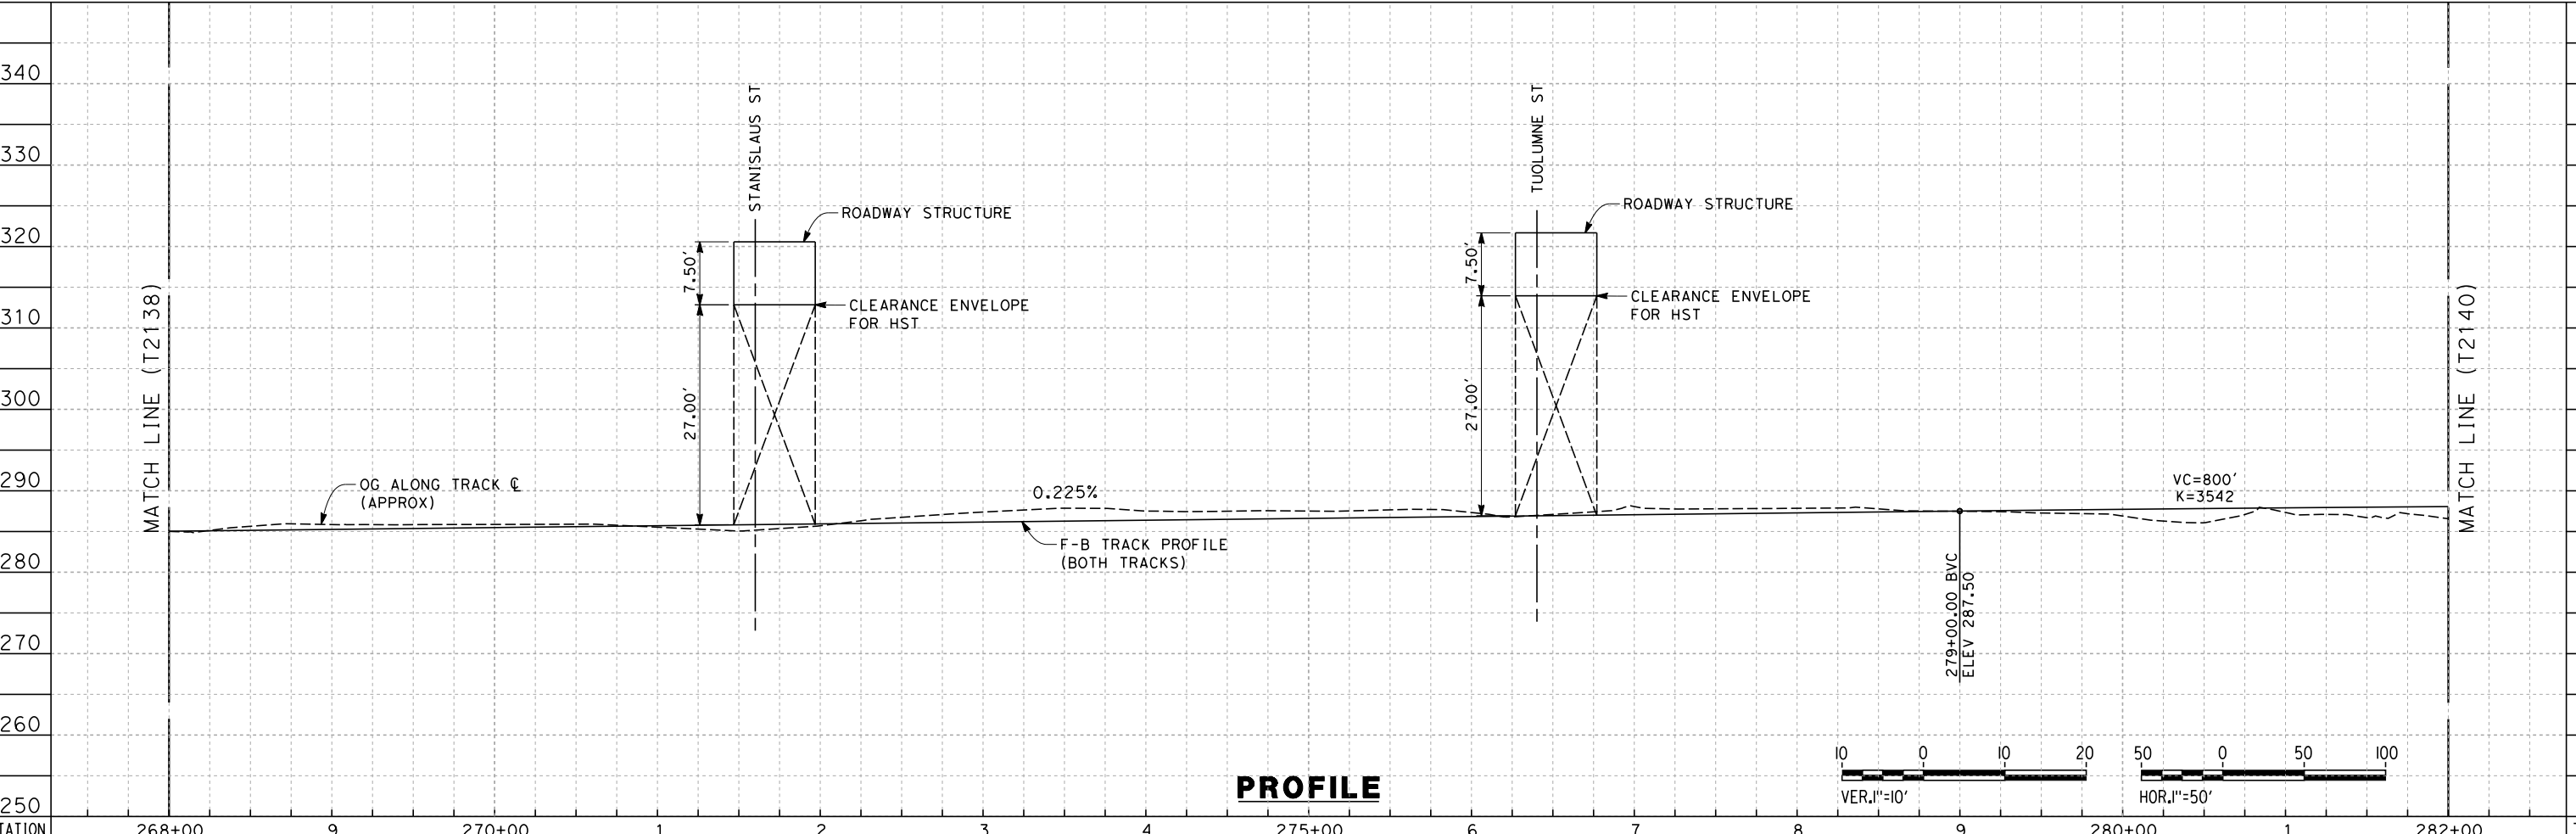 340
330
320
310
300
290
280
270
260
250
MATCH LINE (T2138)
STANISLAUS ST
ROADWAY STRUCTURE
7.50'
CLEARANCE ENVELOPE
FOR HST
27.00'
OG ALONG TRACK ℄
(APPROX)
0.225%
F-B TRACK PROFILE
(BOTH TRACKS)
TUOLUMNE ST
ROADWAY STRUCTURE
7.50'
CLEARANCE ENVELOPE
FOR HST
27.00'
279+00.00 BVC
ELEV 287.50
VC=800'
K=3542
MATCH LINE (T2140)
PROFILE
10 0 10 20
VER.1"=10'
50 0 50 100
HOR.1"=50'
TATION 268+00 9 270+00 1 2 3 4 275+00 6 7 8 9 280+00 1 282+00